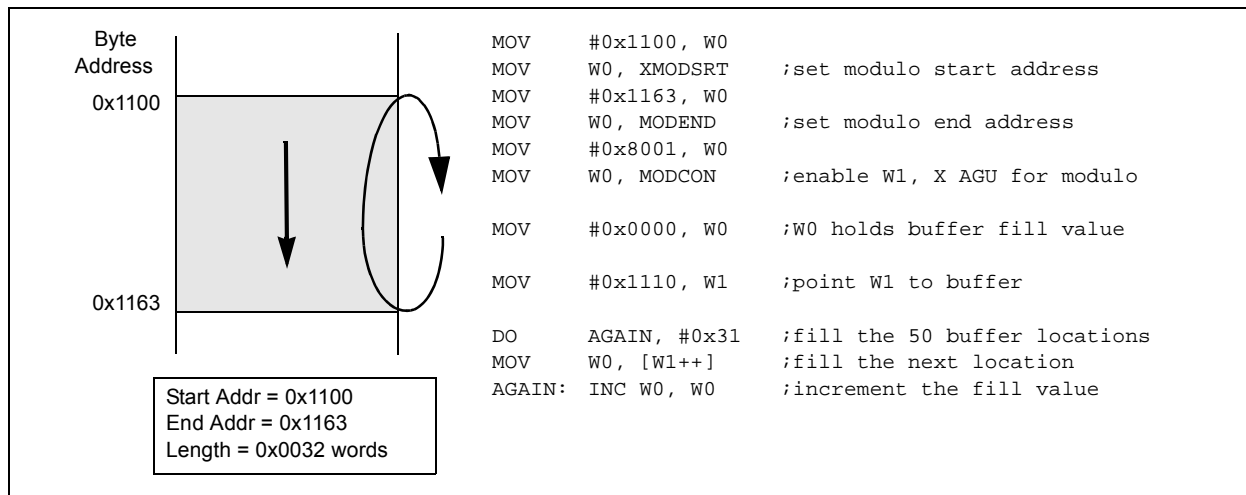 Byte
Address
0x1100
0x1163
Start Addr = 0x1100
End Addr = 0x1163
Length = 0x0032 words
MOV #0x1100, W0
MOV W0, XMODSRT ;set modulo start address
MOV #0x1163, W0
MOV W0, MODEND ;set modulo end address
MOV #0x8001, W0
MOV W0, MODCON ;enable W1, X AGU for modulo
MOV #0x0000, W0 ;W0 holds buffer fill value
MOV #0x1110, W1 ;point W1 to buffer
DO AGAIN, #0x31 ;fill the 50 buffer locations
MOV W0, [W1++] ;fill the next location
AGAIN: INC W0, W0 ;increment the fill value